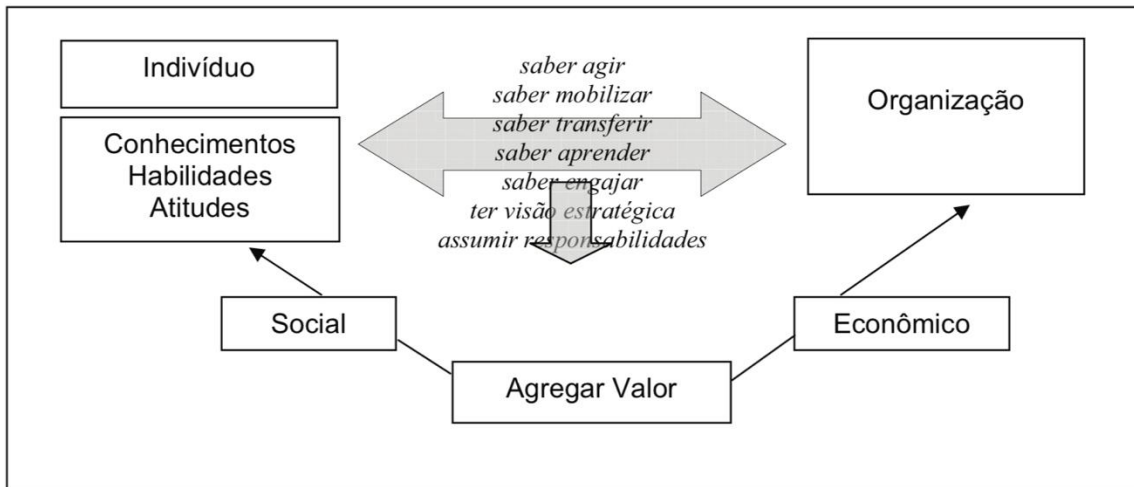 Indivíduo
Conhecimentos
Habilidades
Atitudes
saber agir
saber mobilizar
saber transferir
saber aprender
saber engajar
ter visão estratégica
assumir responsabilidades
Organização
Social
Econômico
Agregar Valor